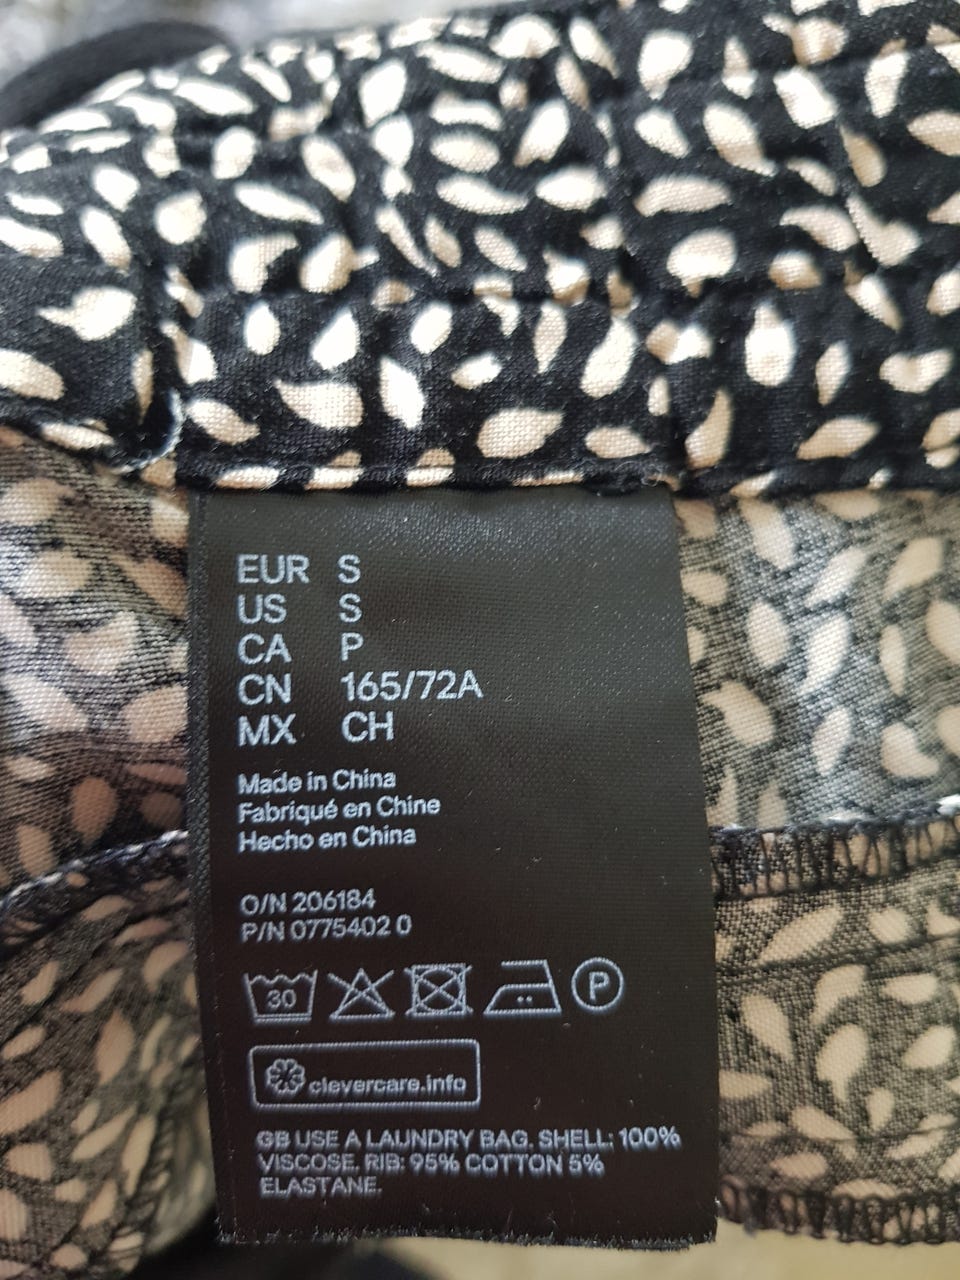 EUR S
US S
CA P
CN 165/72A
MX CH
Made in China
Fabriqué en Chine
Hecho en China
O/N 206184
P/N 0775402 0
30 P
clevercare.info
GB USE A LAUNDRY BAG. SHELL: 100%
VISCOSE. RIB: 95% COTTON 5%
ELASTANE.